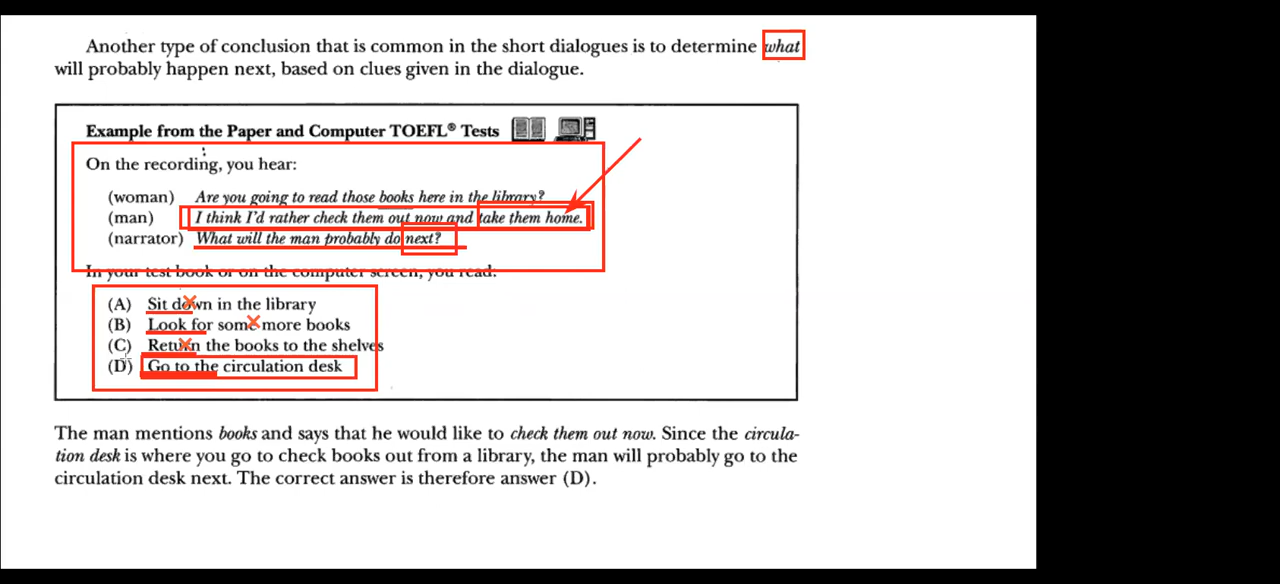 Another type of conclusion that is common in the short dialogues is to determine what
will probably happen next, based on clues given in the dialogue.
Example from the Paper and Computer TOEFL® Tests
On the recording, you hear:
(woman) Are you going to read those books here in the library?
(man) I think I'd rather check them out now and take them home.
(narrator) What will the man probably do next?
In your test book or on the computer screen, you read:
(A) Sit down in the library
(B) Look for some more books
(C) Return the books to the shelves
(D) Go to the circulation desk
The man mentions books and says that he would like to check them out now. Since the circula-
tion desk is where you go to check books out from a library, the man will probably go to the
circulation desk next. The correct answer is therefore answer (D).